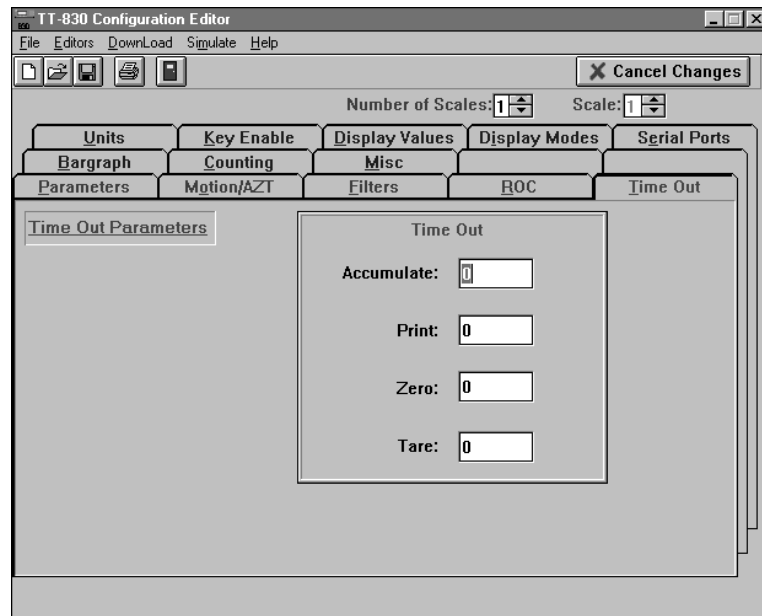 TT-830 Configuration Editor
File Editors DownLoad Simulate Help
Cancel Changes
Number of Scales: 1 Scale: 1
Units Key Enable Display Values Display Modes Serial Ports
Bargraph Counting Misc
Parameters Motion/AZT Filters ROC Time Out
Time Out Parameters
Time Out
Accumulate: 0
Print: 0
Zero: 0
Tare: 0